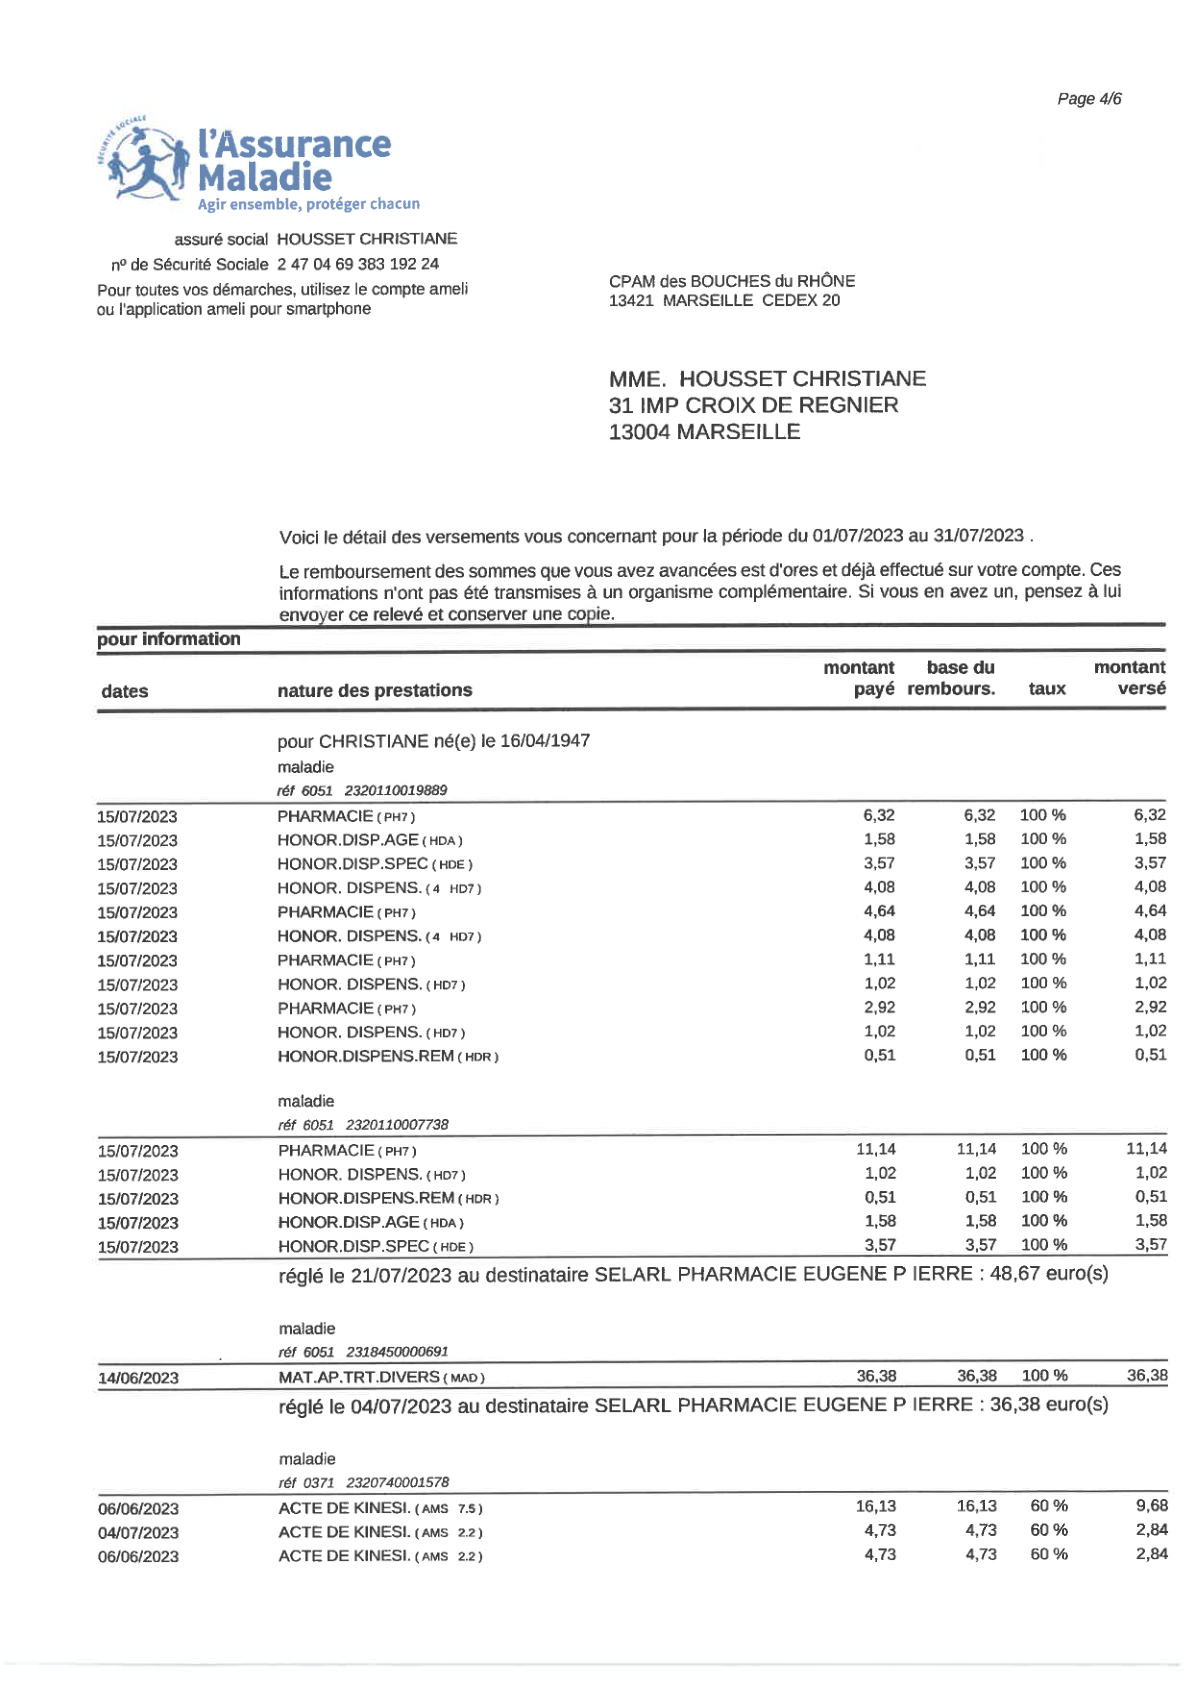 Page 4/6
SÉCURITÉ SOCIALE
l'Assurance
Maladie
Agir ensemble, protéger chacun
assuré social HOUSSET CHRISTIANE
nº de Sécurité Sociale 2 47 04 69 383 192 24
Pour toutes vos démarches, utilisez le compte ameli
ou l'application ameli pour smartphone
CPAM des BOUCHES du RHÔNE
13421 MARSEILLE CEDEX 20
MME. HOUSSET CHRISTIANE
31 IMP CROIX DE REGNIER
13004 MARSEILLE
Voici le détail des versements vous concernant pour la période du 01/07/2023 au 31/07/2023 .
Le remboursement des sommes que vous avez avancées est d'ores et déjà effectué sur votre compte. Ces
informations n'ont pas été transmises à un organisme complémentaire. Si vous en avez un, pensez à lui
envoyer ce relevé et conserver une copie.
pour information
dates nature des prestations montant payé base du rembours. taux montant versé
pour CHRISTIANE né(e) le 16/04/1947
maladie
réf 6051 2320110019889
15/07/2023 PHARMACIE ( PH7 ) 6,32 6,32 100 % 6,32
15/07/2023 HONOR.DISP.AGE ( HDA ) 1,58 1,58 100 % 1,58
15/07/2023 HONOR.DISP.SPEC ( HDE ) 3,57 3,57 100 % 3,57
15/07/2023 HONOR. DISPENS. ( 4 HD7 ) 4,08 4,08 100 % 4,08
15/07/2023 PHARMACIE ( PH7 ) 4,64 4,64 100 % 4,64
15/07/2023 HONOR. DISPENS. ( 4 HD7 ) 4,08 4,08 100 % 4,08
15/07/2023 PHARMACIE ( PH7 ) 1,11 1,11 100 % 1,11
15/07/2023 HONOR. DISPENS. ( HD7 ) 1,02 1,02 100 % 1,02
15/07/2023 PHARMACIE ( PH7 ) 2,92 2,92 100 % 2,92
15/07/2023 HONOR. DISPENS. ( HD7 ) 1,02 1,02 100 % 1,02
15/07/2023 HONOR.DISPENS.REM ( HDR ) 0,51 0,51 100 % 0,51
maladie
réf 6051 2320110007738
15/07/2023 PHARMACIE ( PH7 ) 11,14 11,14 100 % 11,14
15/07/2023 HONOR. DISPENS. ( HD7 ) 1,02 1,02 100 % 1,02
15/07/2023 HONOR.DISPENS.REM ( HDR ) 0,51 0,51 100 % 0,51
15/07/2023 HONOR.DISP.AGE ( HDA ) 1,58 1,58 100 % 1,58
15/07/2023 HONOR.DISP.SPEC ( HDE ) 3,57 3,57 100 % 3,57
réglé le 21/07/2023 au destinataire SELARL PHARMACIE EUGENE P IERRE : 48,67 euro(s)
maladie
réf 6051 2318450000691
14/06/2023 MAT.AP.TRT.DIVERS ( MAD ) 36,38 36,38 100 % 36,38
réglé le 04/07/2023 au destinataire SELARL PHARMACIE EUGENE P IERRE : 36,38 euro(s)
maladie
réf 0371 2320740001578
06/06/2023 ACTE DE KINESI. ( AMS 7.5 ) 16,13 16,13 60 % 9,68
04/07/2023 ACTE DE KINESI. ( AMS 2.2 ) 4,73 4,73 60 % 2,84
06/06/2023 ACTE DE KINESI. ( AMS 2.2 ) 4,73 4,73 60 % 2,84